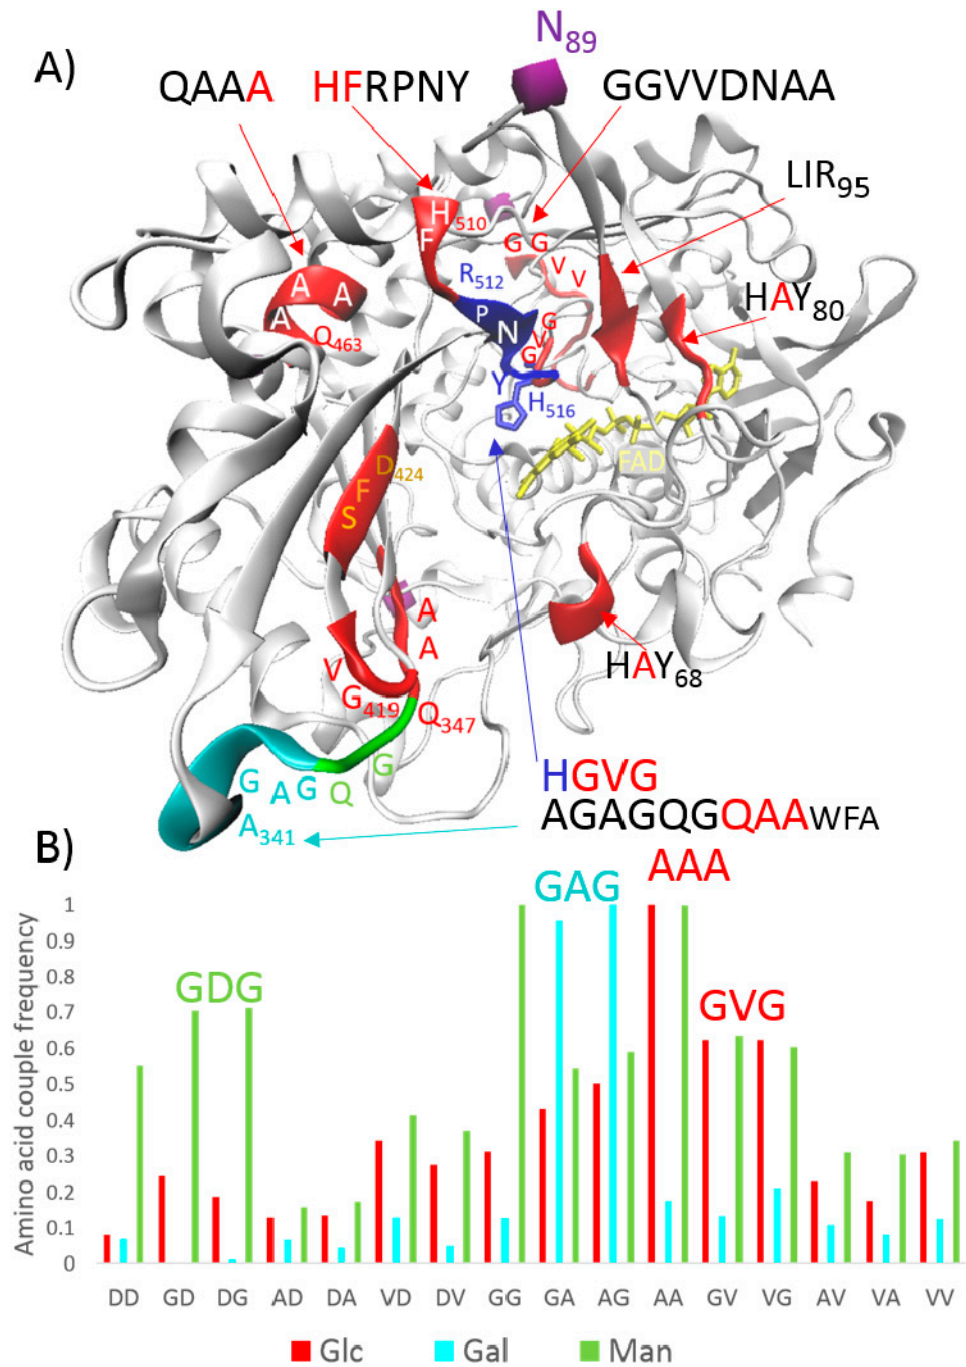 A)
N89
QAAA HFRPNY GGVVDNAA
LIR95
H510
F
G G
V V
R512
P
N
G
V
G
Y
H516
A A A
A
Q463
HAY80
FAD
D424
F
S
A
A
V
G419
Q347
HAY68
G
G A G Q
A341
HGVG
AGAGQGQAAWFA
B)
AAA
GAG
GDG
GVG
Amino acid couple frequency
1
0.9
0.8
0.7
0.6
0.5
0.4
0.3
0.2
0.1
0
DD GD DG AD DA VD DV GG GA AG AA GV VG AV VA VV
Glc Gal Man